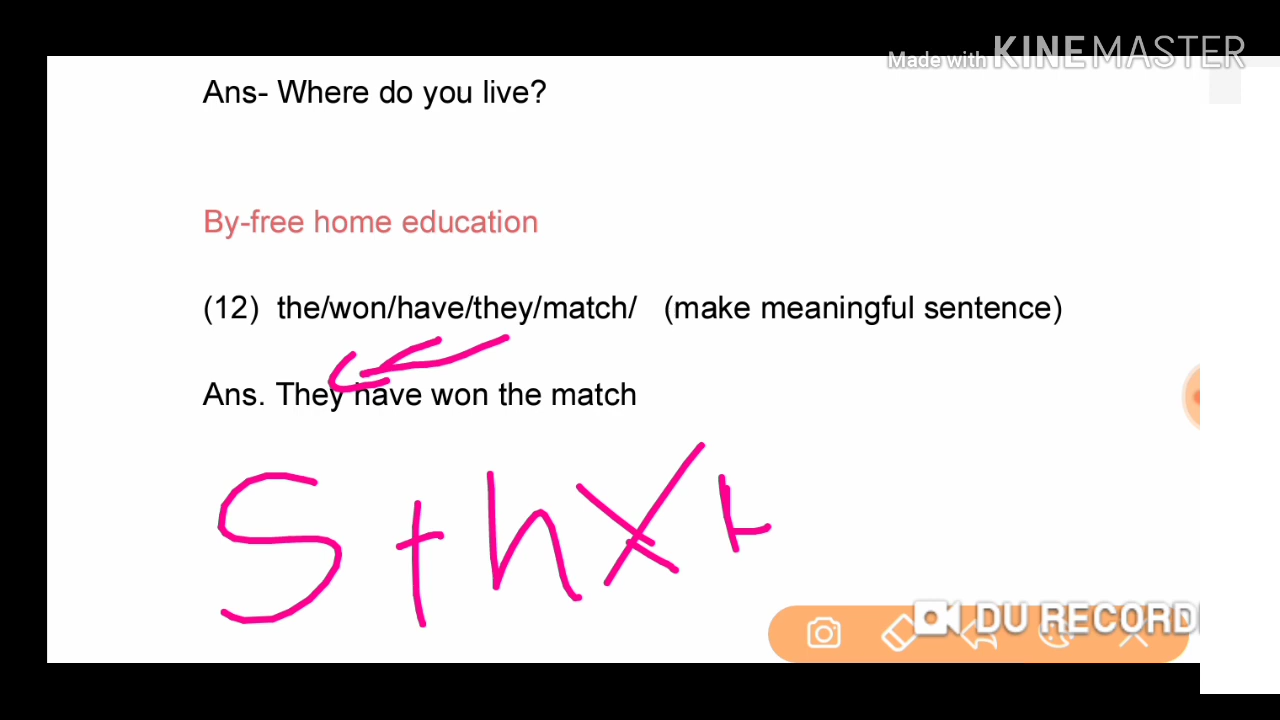 Made with KINEMASTER
Ans- Where do you live?
By-free home education
(12) the/won/have/they/match/ (make meaningful sentence)
Ans. They have won the match
S + h x +
DU RECORD